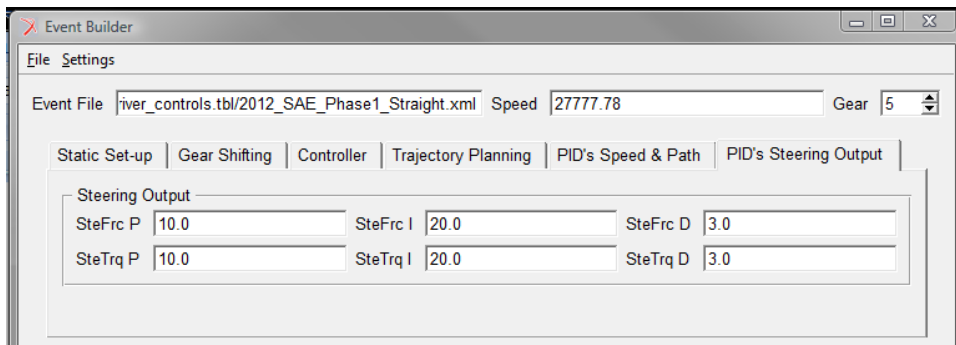 Event Builder
File Settings
Event File river_controls.tbl/2012_SAE_Phase1_Straight.xml Speed 27777.78 Gear 5
Static Set-up Gear Shifting Controller Trajectory Planning PID's Speed & Path PID's Steering Output
Steering Output
SteFrc P 10.0 SteFrc I 20.0 SteFrc D 3.0
SteTrq P 10.0 SteTrq I 20.0 SteTrq D 3.0